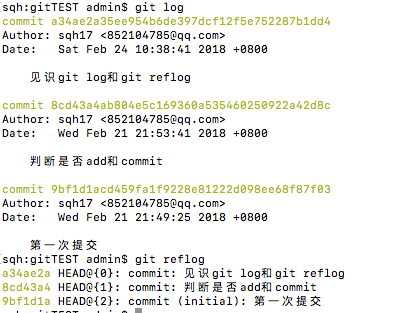 [sqh:gitTEST admin$ git log
commit a34ae2a35ee954b6de397dcf12f5e752287b1dd4
Author: sqh17 <852104785@qq.com>
Date:   Sat Feb 24 10:38:41 2018 +0800
见识git log和git reflog
commit 8cd43a4ab804e5c169360a535460250922a42d8c
Author: sqh17 <852104785@qq.com>
Date:   Wed Feb 21 21:53:41 2018 +0800
判断是否add和commit
commit 9bf1d1acd459fa1f9228e81222d098ee68f87f03
Author: sqh17 <852104785@qq.com>
Date:   Wed Feb 21 21:49:25 2018 +0800
第一次提交
[sqh:gitTEST admin$ git reflog
a34ae2a HEAD@{0}: commit: 见识git log和git reflog
8cd43a4 HEAD@{1}: commit: 判断是否add和commit
9bf1d1a HEAD@{2}: commit (initial): 第一次提交